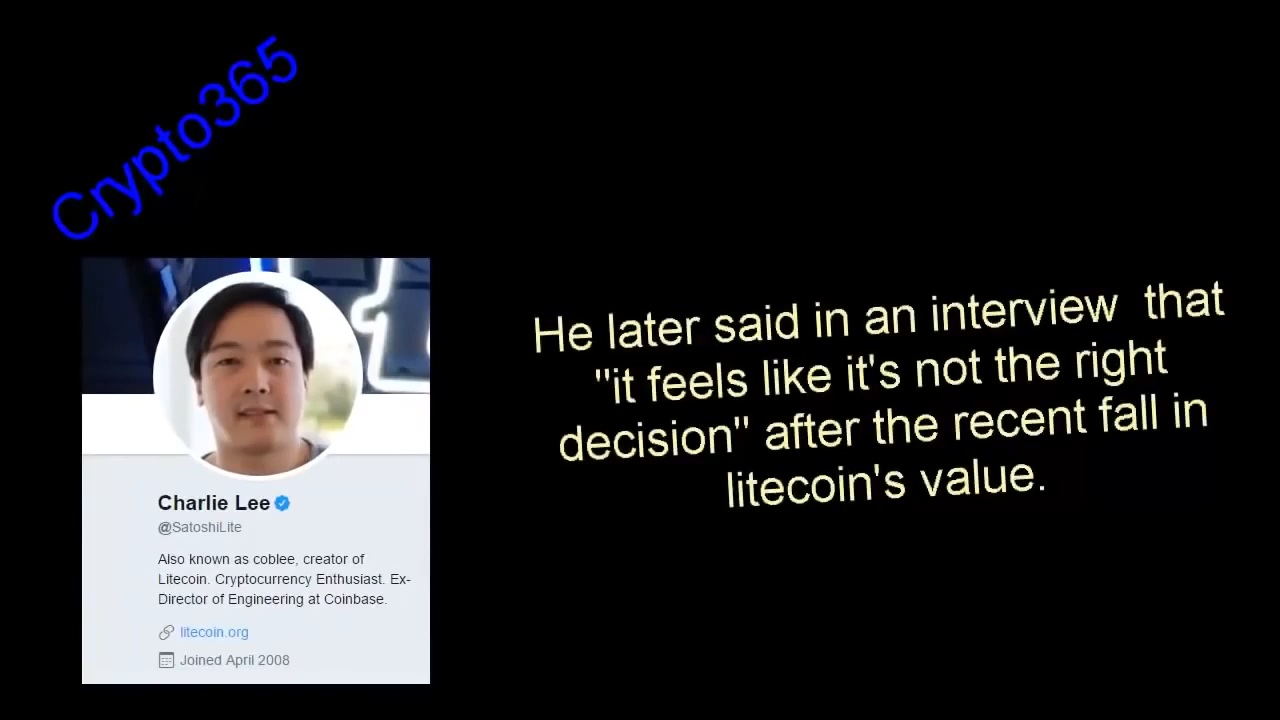 Crypto365
He later said in an interview that
"it feels like it's not the right
decision" after the recent fall in
litecoin's value.
Charlie Lee
@SatoshiLite
Also known as coblee, creator of
Litecoin. Cryptocurrency Enthusiast. Ex-
Director of Engineering at Coinbase.
litecoin.org
Joined April 2008